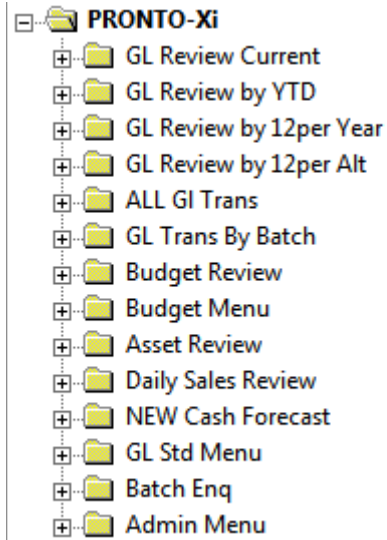 PRONTO-Xi
GL Review Current
GL Review by YTD
GL Review by 12per Year
GL Review by 12per Alt
ALL Gl Trans
GL Trans By Batch
Budget Review
Budget Menu
Asset Review
Daily Sales Review
NEW Cash Forecast
GL Std Menu
Batch Enq
Admin Menu